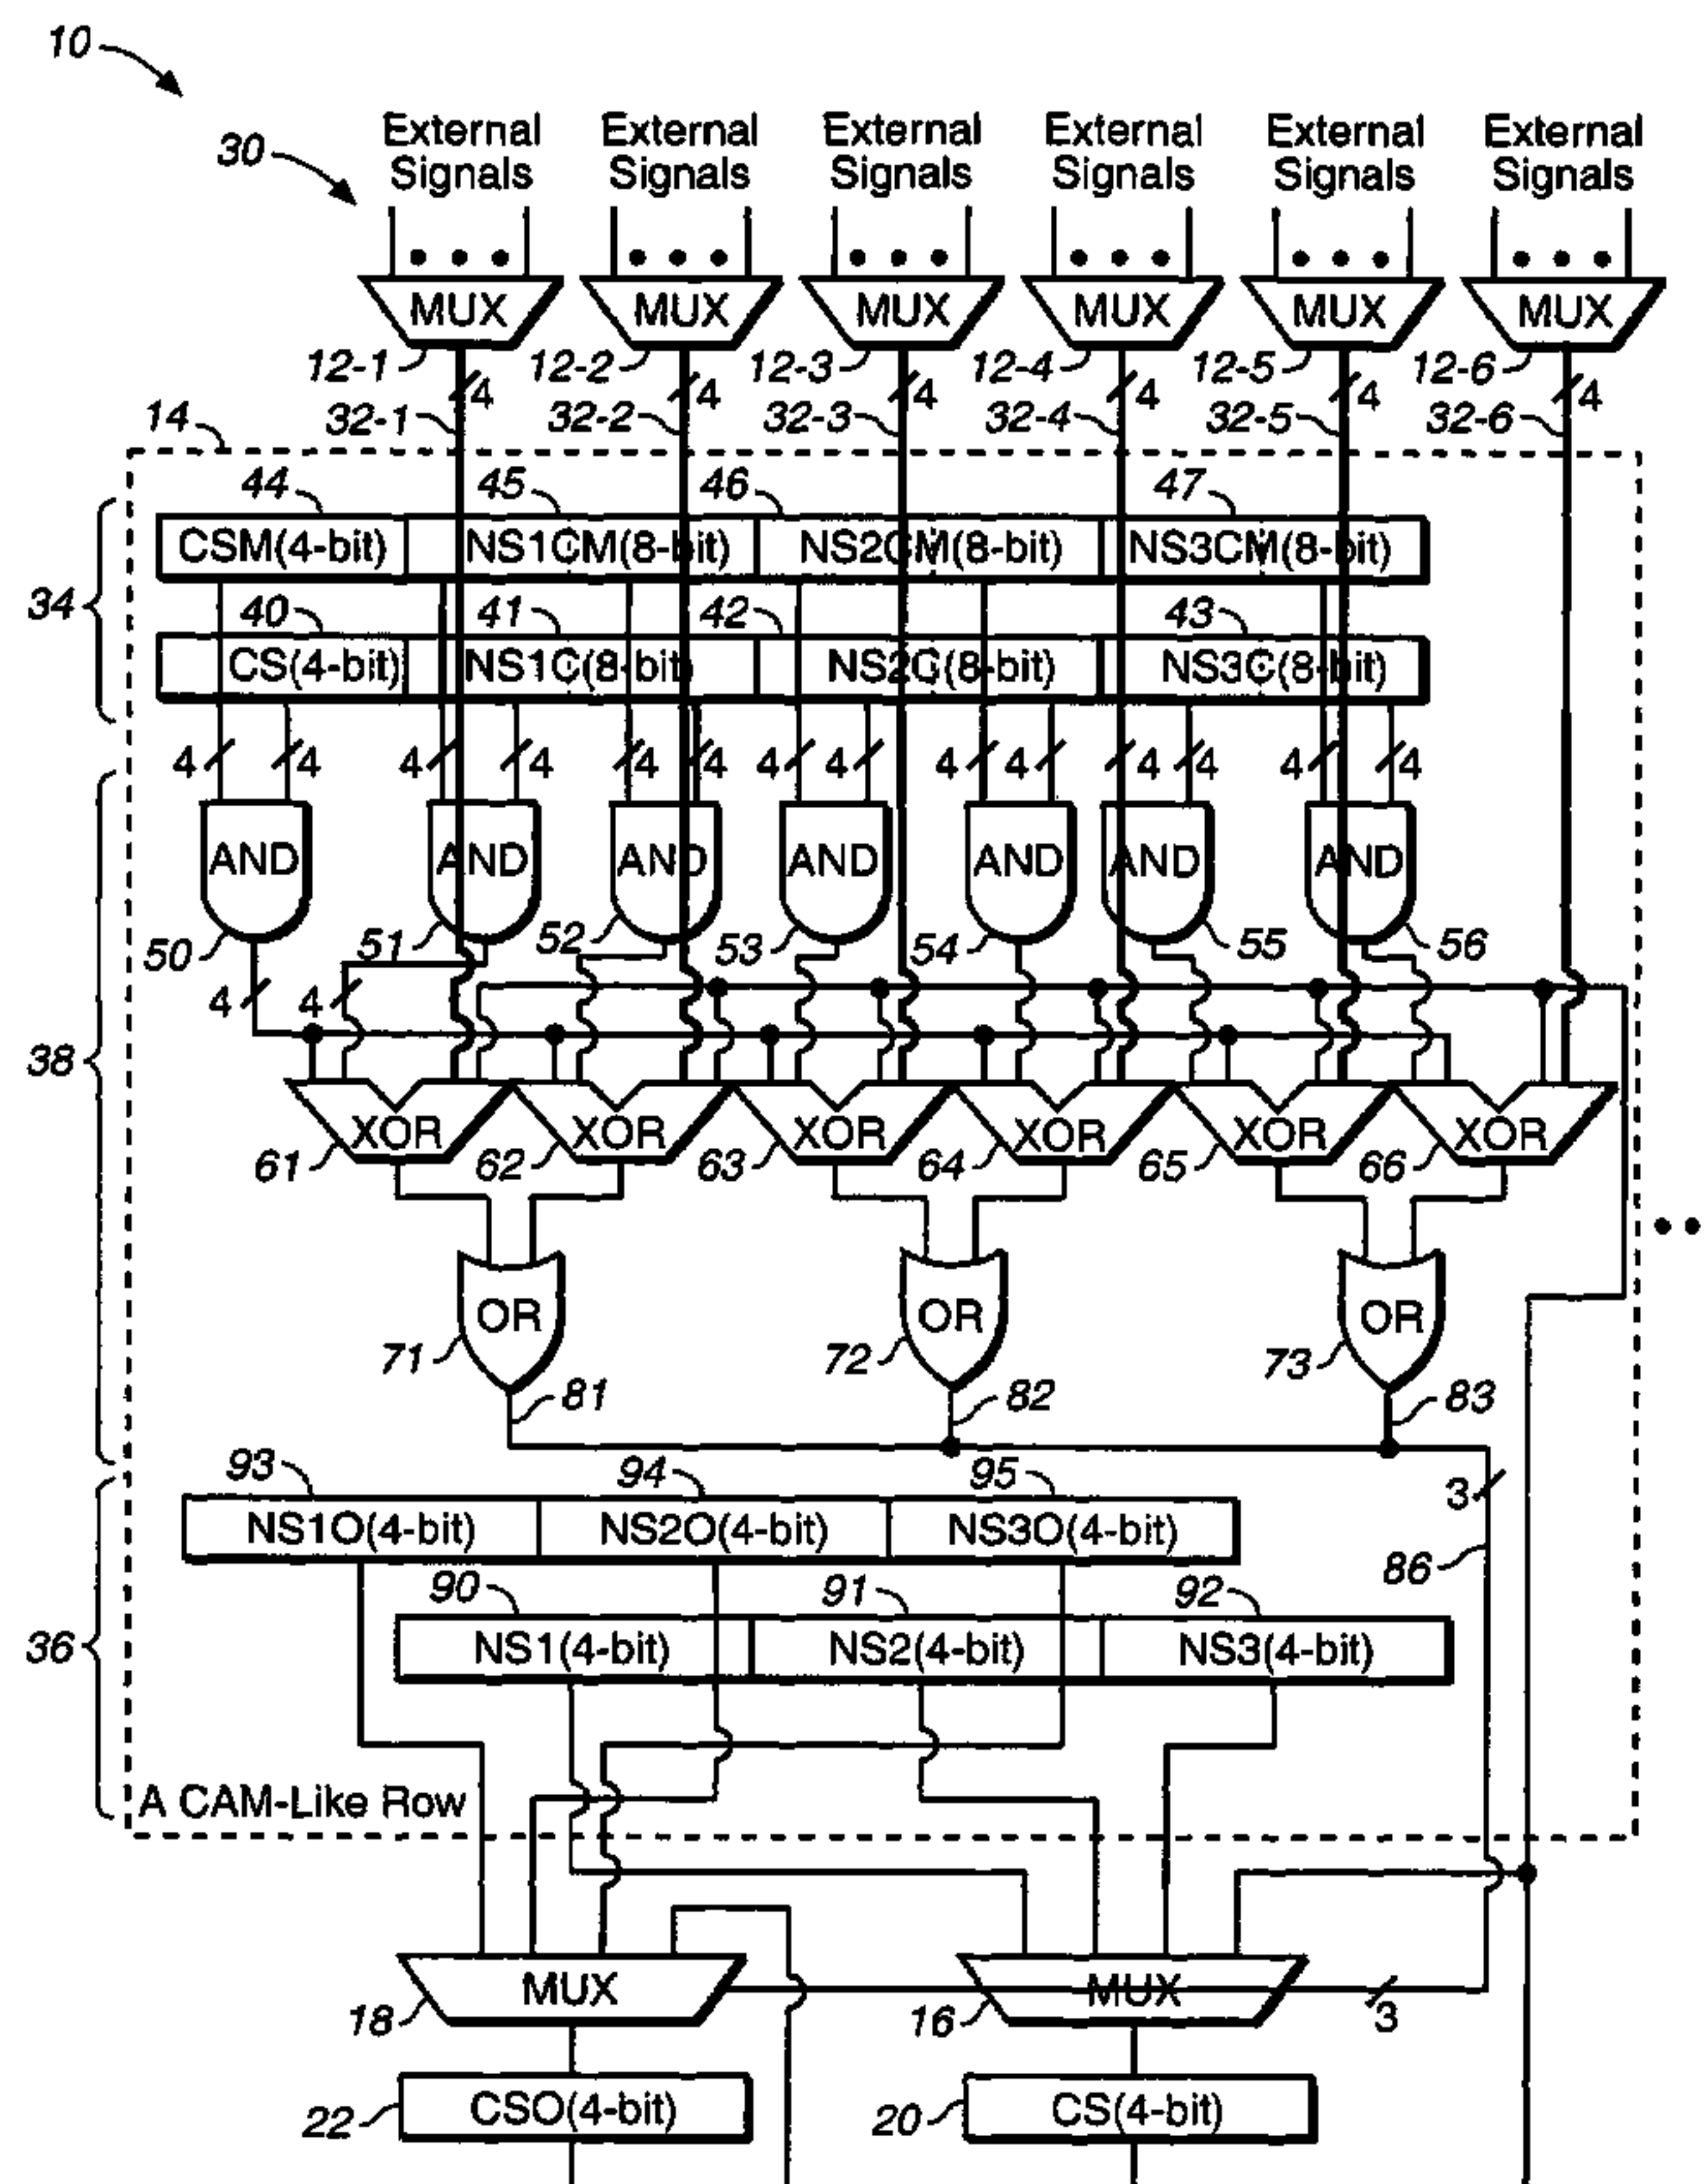 10
30
External Signals
External Signals
External Signals
External Signals
External Signals
External Signals
MUX
MUX
MUX
MUX
MUX
MUX
12-1
12-2
12-3
12-4
12-5
12-6
4
4
4
4
4
4
32-1
32-2
32-3
32-4
32-5
32-6
14
44
45
46
47
CSM(4-bit)
NS1CM(8-bit)
NS2CM(8-bit)
NS3CM(8-bit)
34
40
41
42
43
CS(4-bit)
NS1C(8-bit)
NS2C(8-bit)
NS3C(8-bit)
4
4
4
4
4
4
4
4
4
4
4
4
4
4
AND
AND
AND
AND
AND
AND
AND
50
51
52
53
54
55
56
4
4
38
XOR
XOR
XOR
XOR
XOR
XOR
61
62
63
64
65
66
OR
OR
OR
71
72
73
81
82
83
93
94
95
3
NS1O(4-bit)
NS2O(4-bit)
NS3O(4-bit)
86
90
91
92
36
NS1(4-bit)
NS2(4-bit)
NS3(4-bit)
A CAM-Like Row
MUX
MUX
18
16
3
CSO(4-bit)
CS(4-bit)
22
20